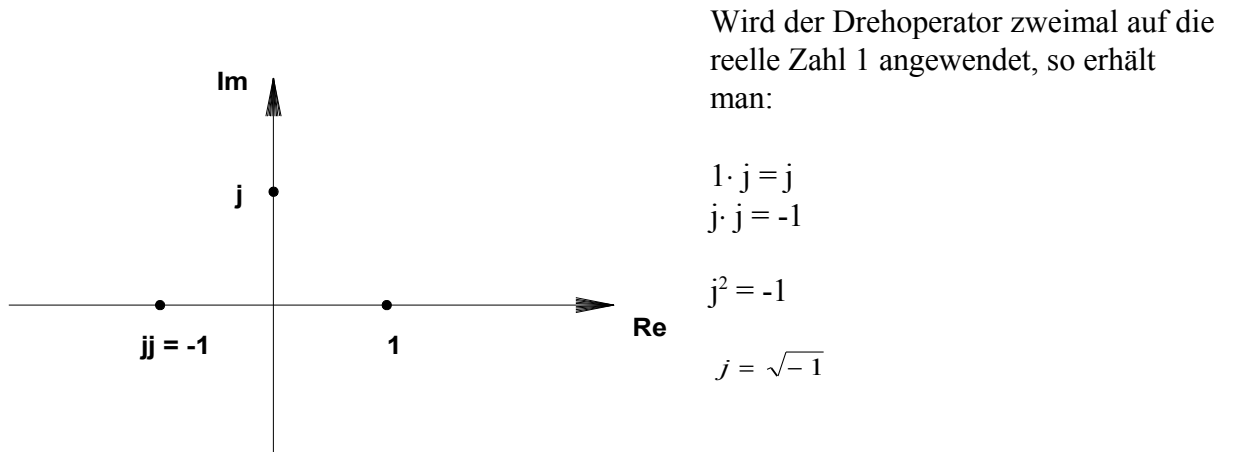 Wird der Drehoperator zweimal auf die
reelle Zahl 1 angewendet, so erhält
man:
1· j = j
j· j = -1
j² = -1
j = √− 1
Im
j
Re
jj = -1
1